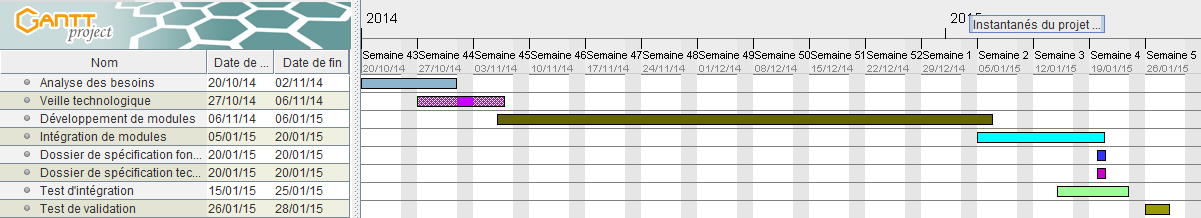 GANTT
project
2014
2015
Instantanés du projet ...
Semaine 43 Semaine 44 Semaine 45 Semaine 46 Semaine 47 Semaine 48 Semaine 49 Semaine 50 Semaine 51 Semaine 52 Semaine 1 Semaine 2 Semaine 3 Semaine 4 Semaine 5
20/10/14 27/10/14 03/11/14 10/11/14 17/11/14 24/11/14 01/12/14 08/12/14 15/12/14 22/12/14 29/12/14 05/01/15 12/01/15 19/01/15 26/01/15
Nom Date de ... Date de fin
Analyse des besoins 20/10/14 02/11/14
Veille technologique 27/10/14 06/11/14
Développement de modules 06/11/14 06/01/15
Intégration de modules 05/01/15 20/01/15
Dossier de spécification fon... 20/01/15 20/01/15
Dossier de spécification tec... 20/01/15 20/01/15
Test d'intégration 15/01/15 25/01/15
Test de validation 26/01/15 28/01/15